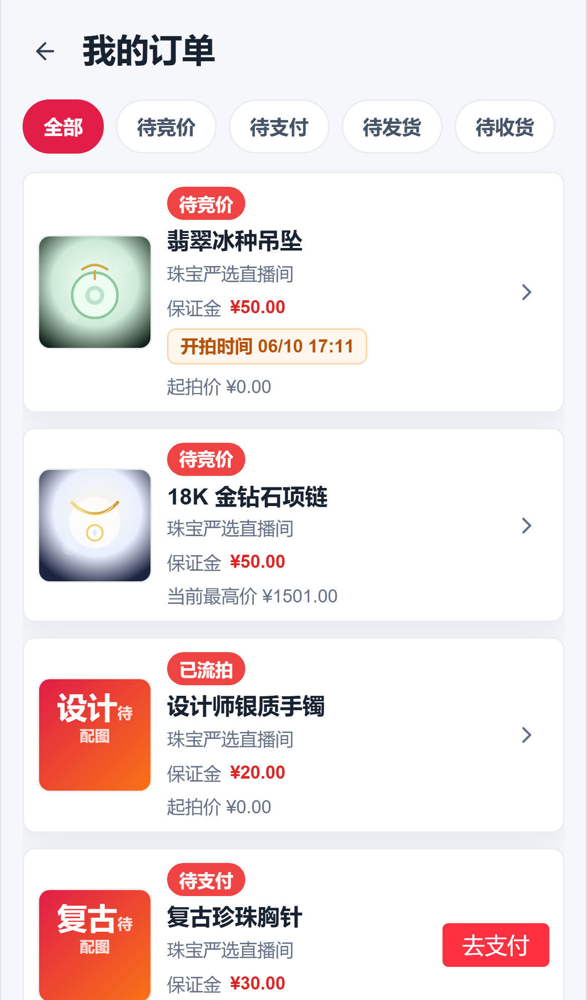 我的订单
全部 待竞价 待支付 待发货 待收货
待竞价
翡翠冰种吊坠
珠宝严选直播间
保证金 ¥50.00
开拍时间 06/10 17:11
起拍价 ¥0.00
待竞价
18K 金钻石项链
珠宝严选直播间
保证金 ¥50.00
当前最高价 ¥1501.00
设计待
配图
已流拍
设计师银质手镯
珠宝严选直播间
保证金 ¥20.00
起拍价 ¥0.00
复古待
配图
待支付
复古珍珠胸针
珠宝严选直播间
保证金 ¥30.00
去支付